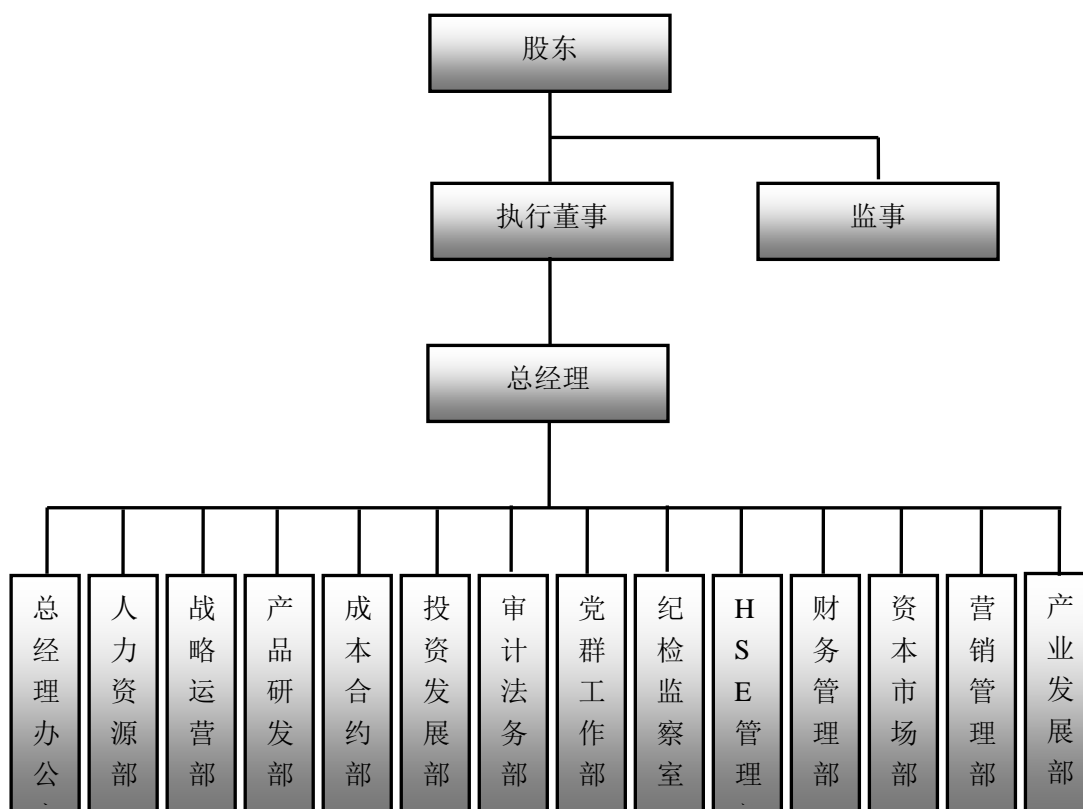 股东
执行董事
监事
总经理
总经理办公
人力资源部
战略运营部
产品研发部
成本合约部
投资发展部
审计法务部
党群工作部
纪检监察室
HSE管理
财务管理部
资本市场部
营销管理部
产业发展部